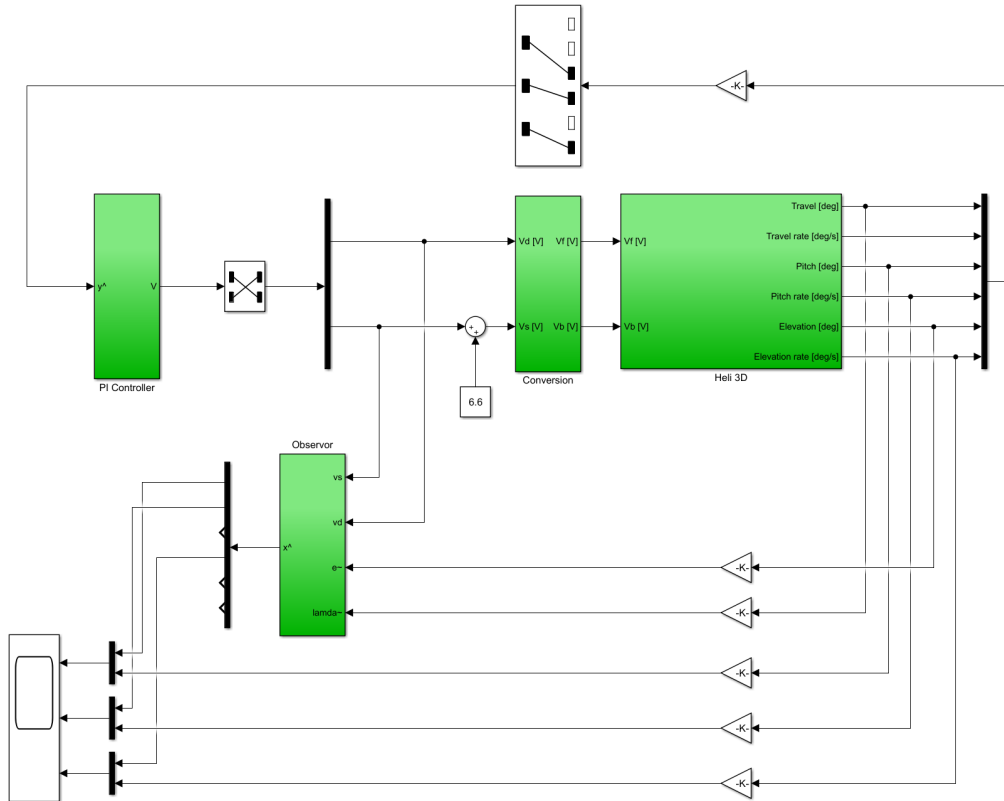 -K-
Travel [deg]
Vd [V]
Vf [V]
Vf [V]
Travel rate [deg/s]
Pitch [deg]
y^
V
Pitch rate [deg/s]
+
+
Vs [V]
Vb [V]
Vb [V]
Elevation [deg]
Elevation rate [deg/s]
PI Controller
Conversion
Heli 3D
6.6
Observor
vs
vd
x^
e~
-K-
lamda~
-K-
-K-
-K-
-K-